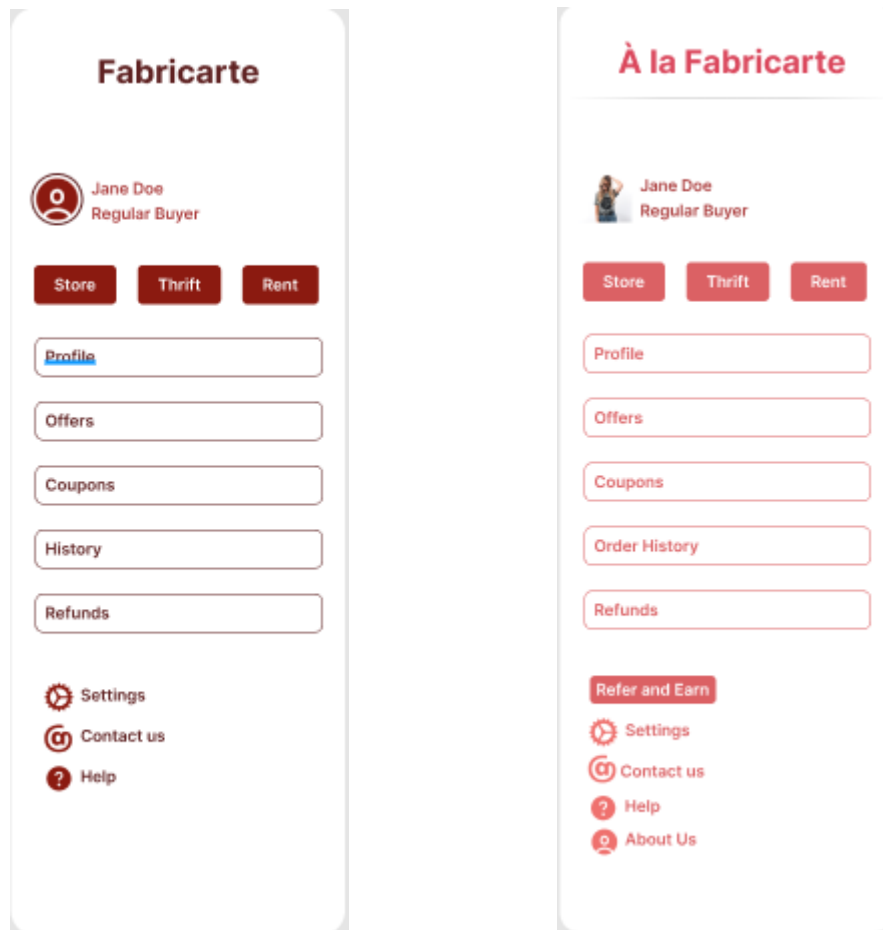 Fabricarte
Jane Doe
Regular Buyer
Store Thrift Rent
Profile
Offers
Coupons
History
Refunds
Settings
Contact us
Help
À la Fabricarte
Jane Doe
Regular Buyer
Store Thrift Rent
Profile
Offers
Coupons
Order History
Refunds
Refer and Earn
Settings
Contact us
Help
About Us